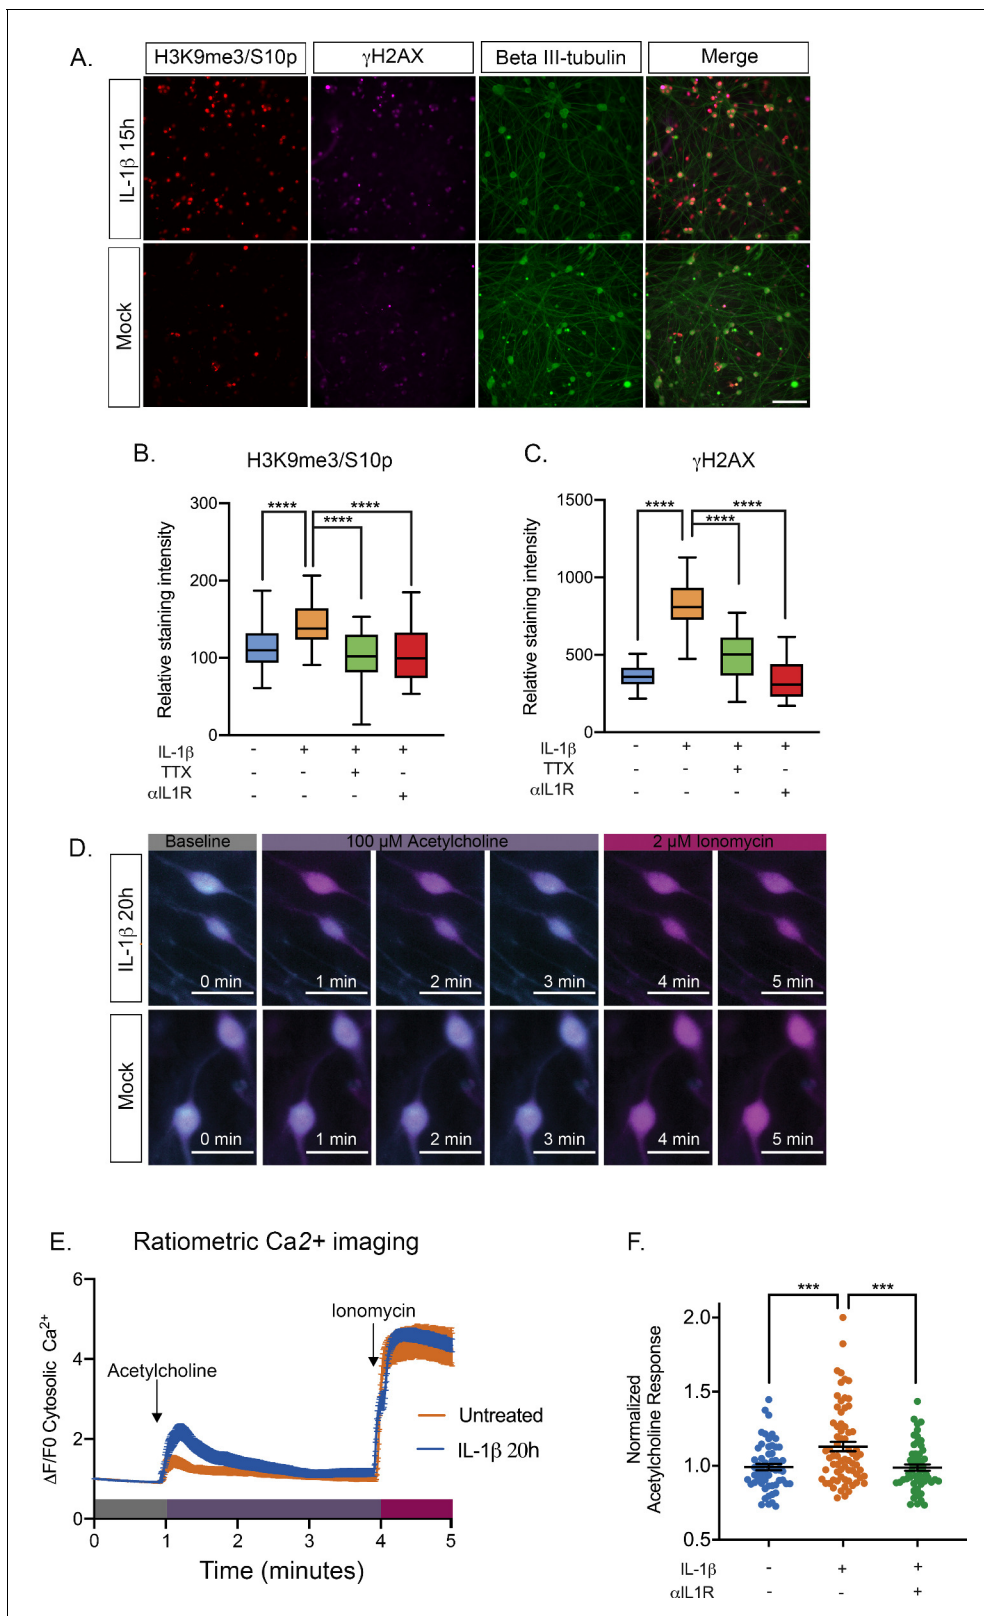 A.
H3K9me3/S10p γH2AX Beta III-tubulin Merge
IL-1β 15h
Mock
B.
H3K9me3/S10p
Relative staining intensity
300
200
100
0
**** ****
****
IL-1β - + + +
TTX - - + -
αIL1R - - - +
C.
γH2AX
Relative staining intensity
1500
1000
500
0
**** ****
****
IL-1β - + + +
TTX - - + -
αIL1R - - - +
D.
Baseline 100 µM Acetylcholine 2 µM Ionomycin
IL-1β 20h
0 min 1 min 2 min 3 min 4 min 5 min
Mock
0 min 1 min 2 min 3 min 4 min 5 min
E.
Ratiometric Ca2+ imaging
ΔF/F0 Cytosolic Ca2+
6
4
2
0
Acetylcholine
Ionomycin
Untreated
IL-1β 20h
0 1 2 3 4 5
Time (minutes)
F.
Normalized
Acetylcholine Response
2.0
1.5
1.0
0.5
*** ***
IL-1β - + +
αIL1R - - +